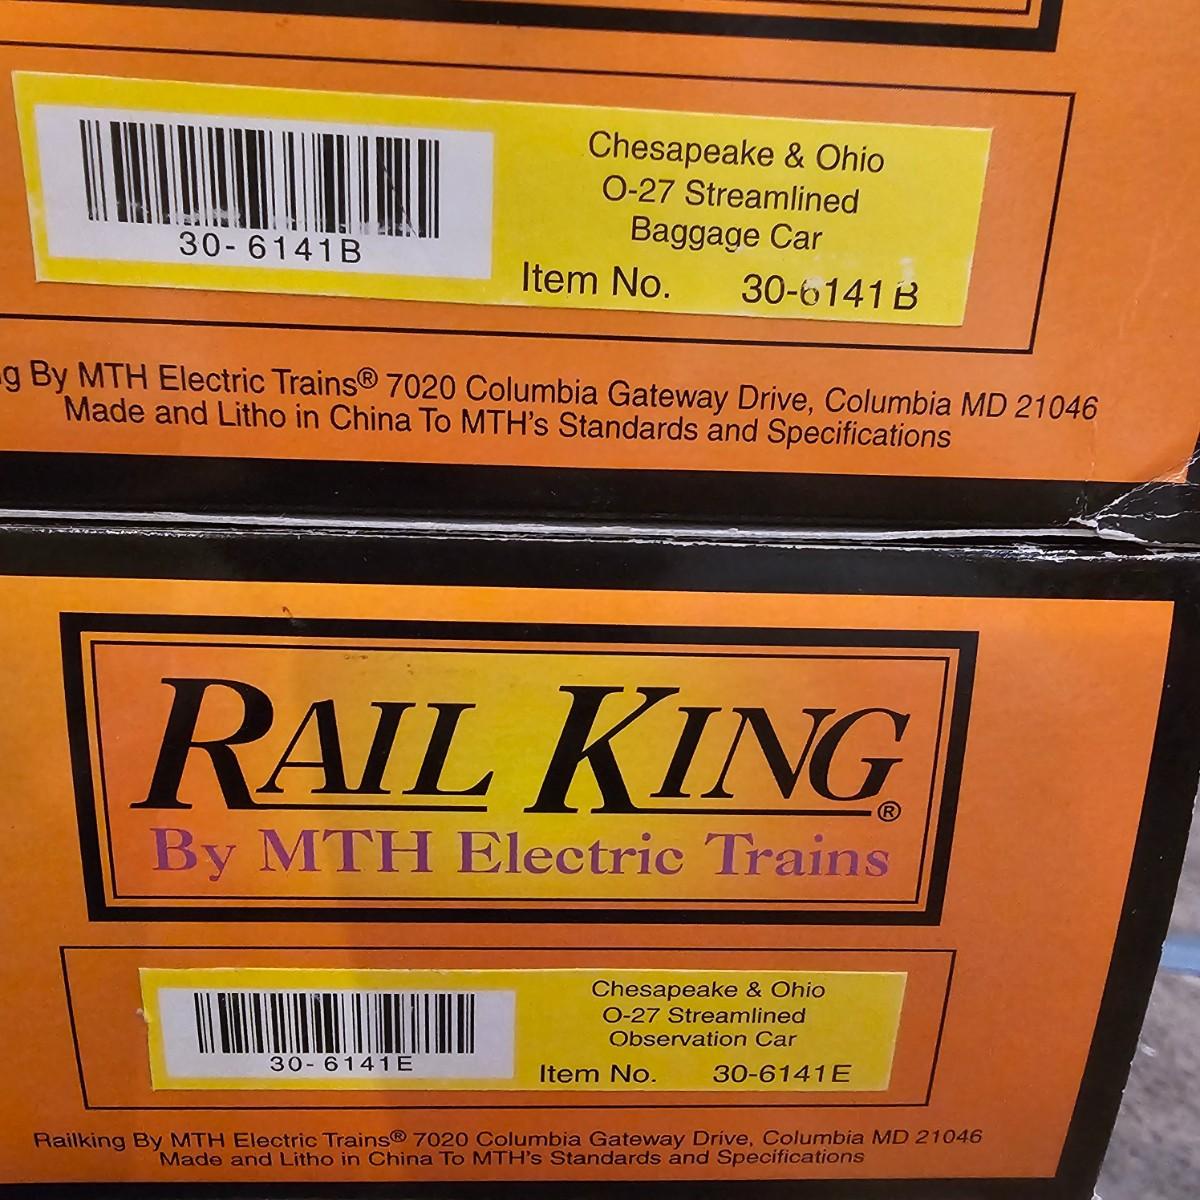 30-6141B
Chesapeake & Ohio
O-27 Streamlined
Baggage Car
Item No. 30-6141B
By MTH Electric Trains® 7020 Columbia Gateway Drive, Columbia MD 21046
Made and Litho in China To MTH's Standards and Specifications
RAIL KING®
By MTH Electric Trains
30-6141E
Chesapeake & Ohio
O-27 Streamlined
Observation Car
Item No. 30-6141E
Railking By MTH Electric Trains® 7020 Columbia Gateway Drive, Columbia MD 21046
Made and Litho in China To MTH's Standards and Specifications